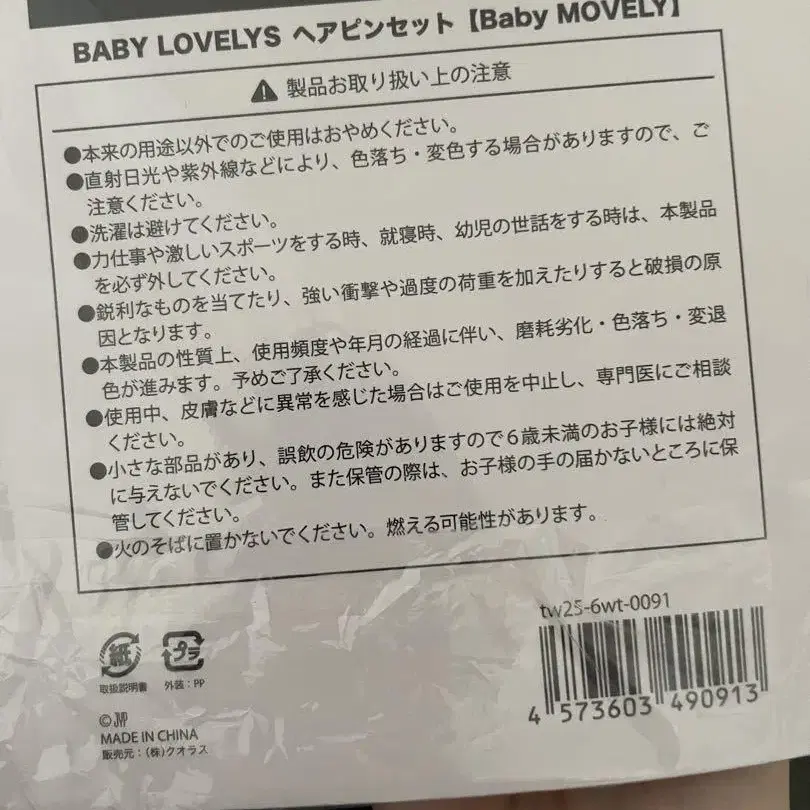 BABY LOVELYS ヘアピンセット【Baby MOVELY】
製品お取り扱い上の注意
●本来の用途以外でのご使用はおやめください。
●直射日光や紫外線などにより、色落ち・変色する場合がありますので、ご
注意ください。
●洗濯は避けてください。
●力仕事や激しいスポーツをする時、就寝時、幼児の世話をする時は、本製品
を必ず外してください。
●鋭利なものを当てたり、強い衝撃や過度の荷重を加えたりすると破損の原
因となります。
●本製品の性質上、使用頻度や年月の経過に伴い、磨耗劣化・色落ち・変退
色が進みます。予めご了承ください。
●使用中、皮膚などに異常を感じた場合はご使用を中止し、専門医にご相談
ください。
●小さな部品があり、誤飲の危険がありますので6歳未満のお子様には絶対
に与えないでください。また保管の際は、お子様の手の届かないところに保
管してください。
●火のそばに置かないでください。燃える可能性があります。
tw25-6wt-0091
紙 プラ
取扱説明書 外装：PP
4 573603 490913
©JYP
MADE IN CHINA
販売元：（株）クオラス